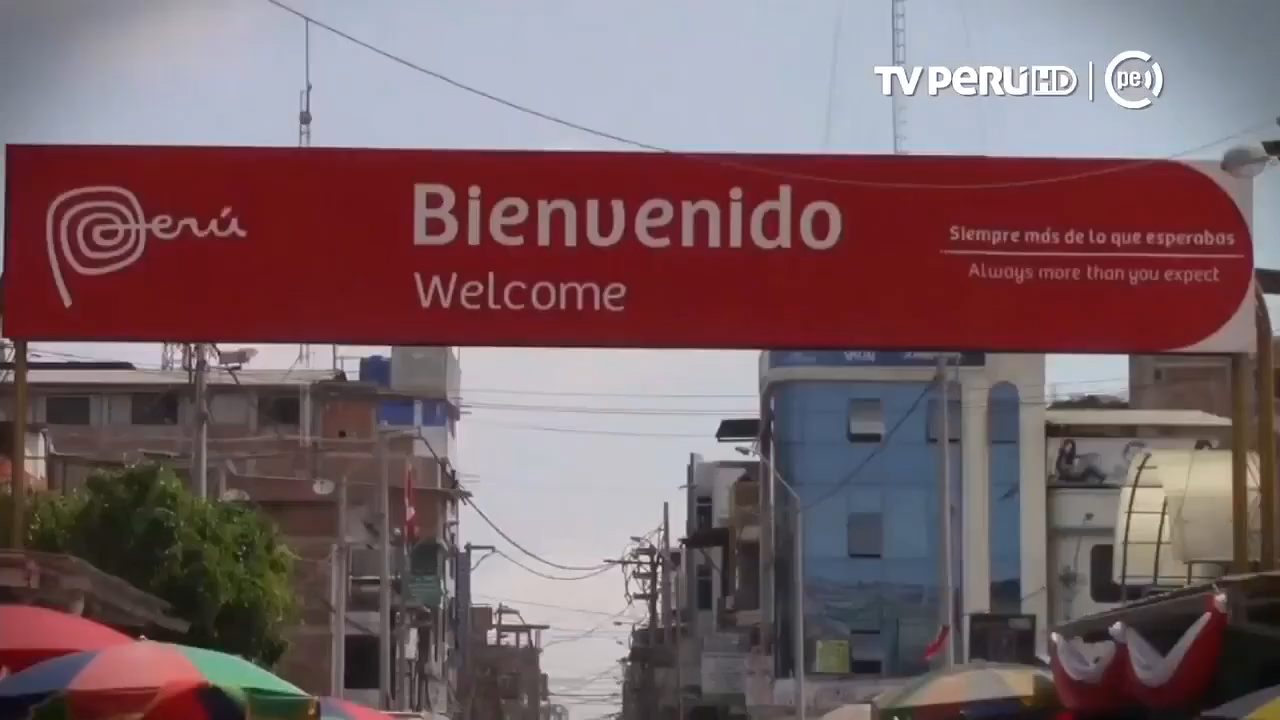 TV PERÚ HD | pe
Perú
Bienvenido
Welcome
Siempre más de lo que esperabas
Always more than you expect